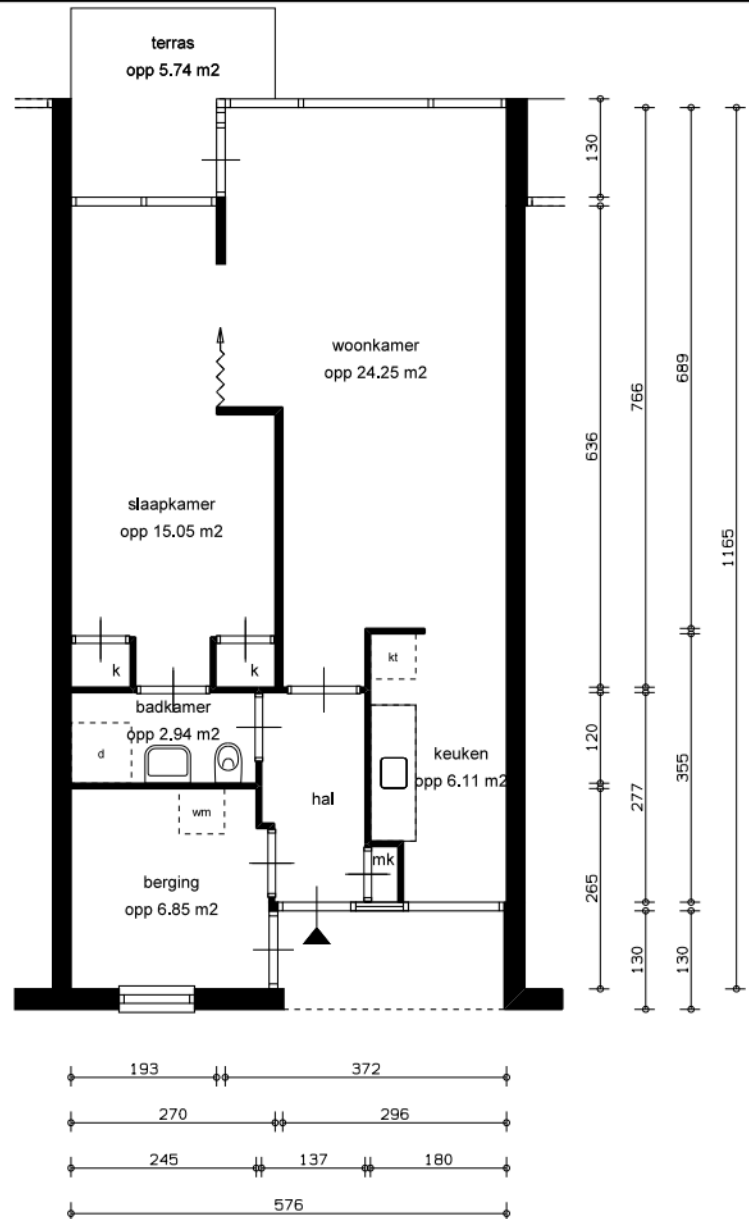 terras
opp 5.74 m2
woonkamer
opp 24.25 m2
slaapkamer
opp 15.05 m2
k
k
kt
badkamer
opp 2.94 m2
d
keuken
opp 6.11 m2
hal
wm
mk
berging
opp 6.85 m2
130
636
120
265
766
277
130
689
355
130
1165
193
372
270
296
245
137
180
576